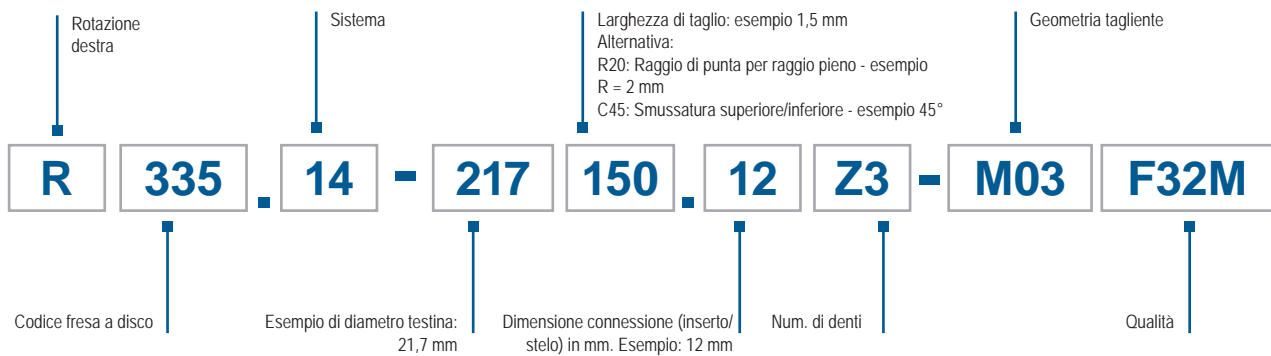 Rotazione
destra
Sistema
Larghezza di taglio: esempio 1,5 mm
Alternativa:
R20: Raggio di punta per raggio pieno - esempio
R = 2 mm
C45: Smussatura superiore/inferiore - esempio 45°
Geometria tagliente
R 335 . 14 - 217 150 . 12 Z3 - M03 F32M
Codice fresa a disco
Esempio di diametro testina:
21,7 mm
Dimensione connessione (inserto/
stelo) in mm. Esempio: 12 mm
Num. di denti
Qualità